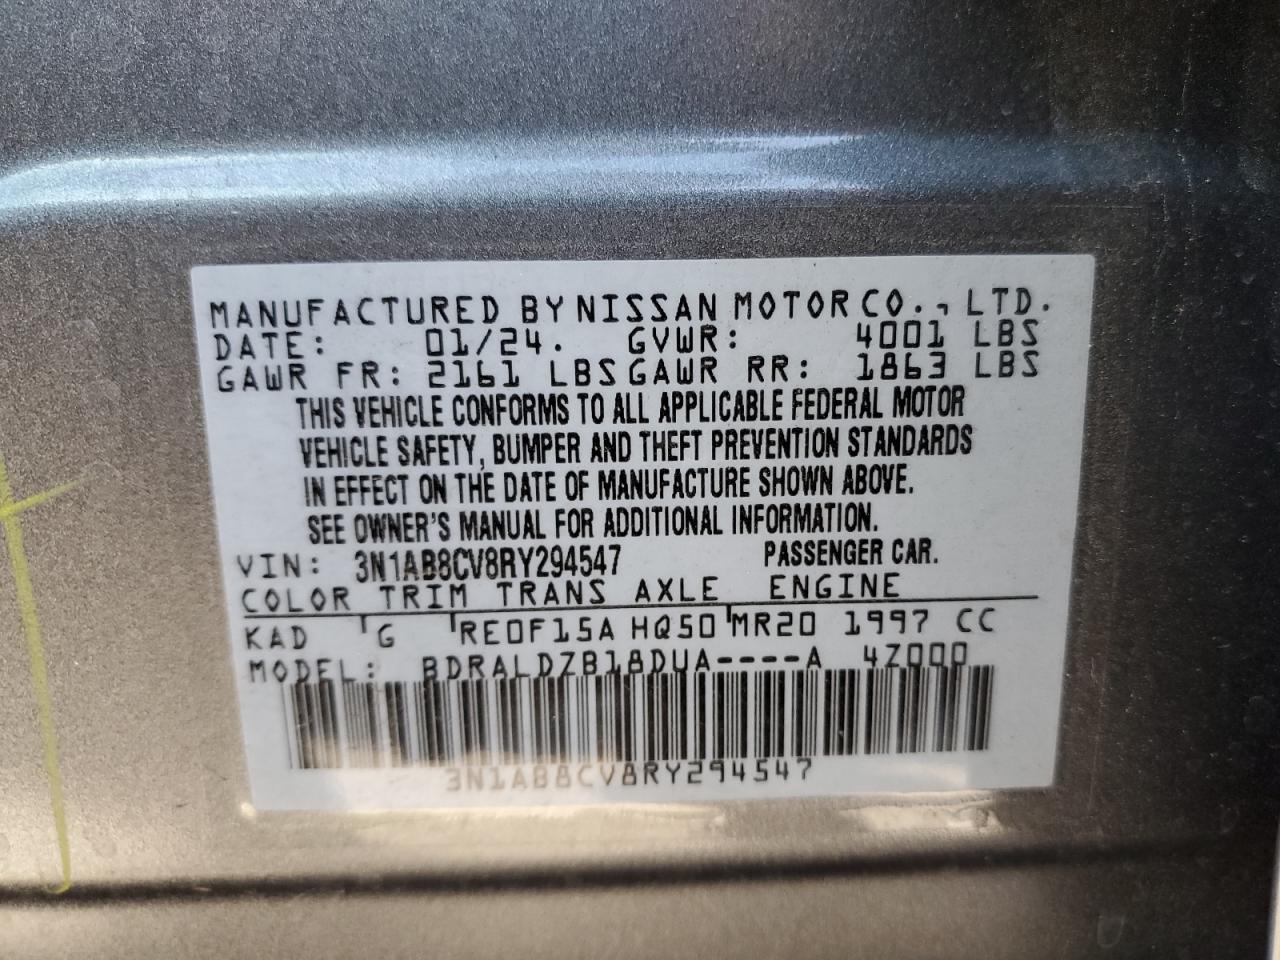 MANUFACTURED BY NISSAN MOTOR CO., LTD.
DATE: 01/24. GVWR: 4001 LBS
GAWR FR: 2161 LBS GAWR RR: 1863 LBS
THIS VEHICLE CONFORMS TO ALL APPLICABLE FEDERAL MOTOR
VEHICLE SAFETY, BUMPER AND THEFT PREVENTION STANDARDS
IN EFFECT ON THE DATE OF MANUFACTURE SHOWN ABOVE.
SEE OWNER'S MANUAL FOR ADDITIONAL INFORMATION.
VIN: 3N1AB8CV8RY294547 PASSENGER CAR.
COLOR TRIM TRANS AXLE ENGINE
KAD G RE0F15A HQ50 MR20 1997 CC
MODEL: BDRALDZB18DUA----A 4Z000
3N1AB8CV8RY294547